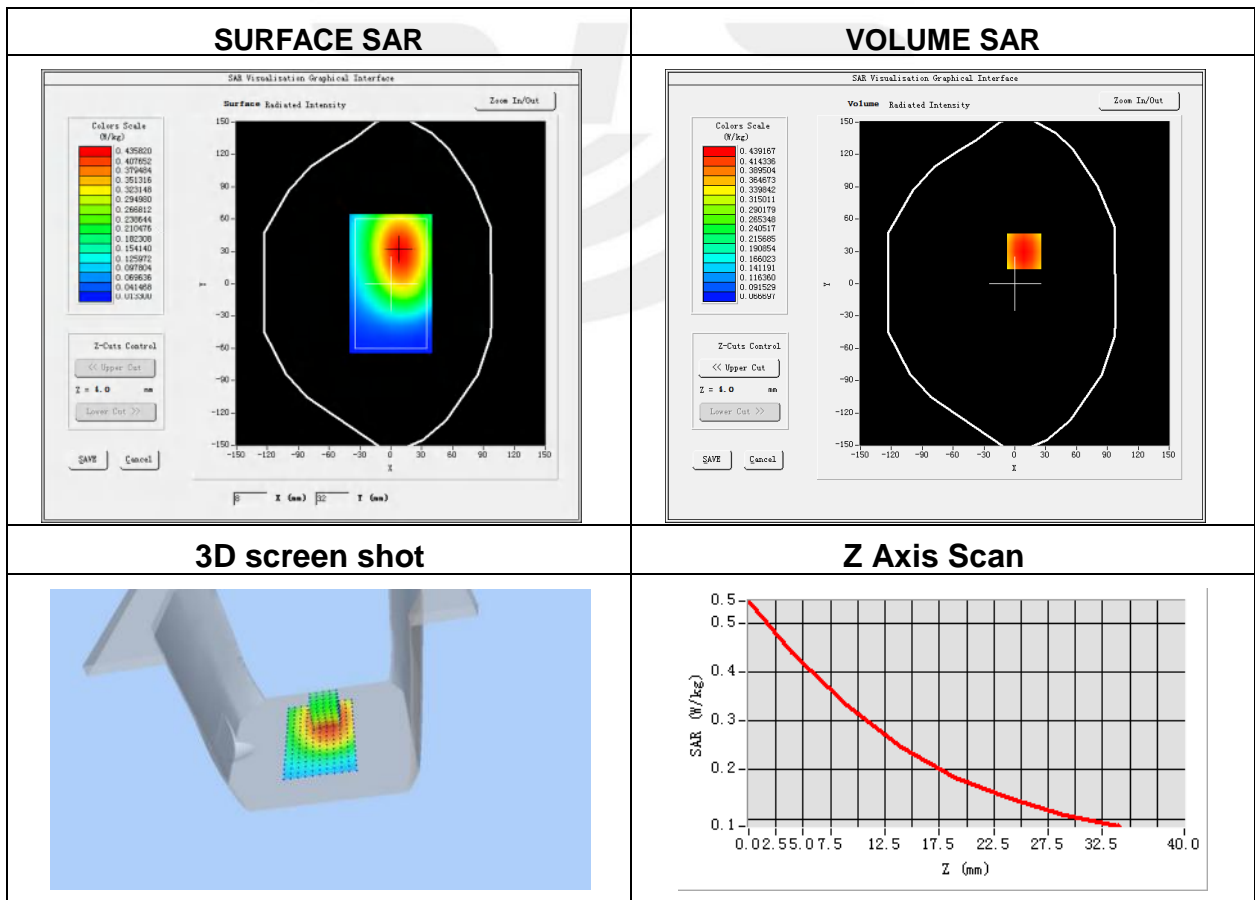 SURFACE SAR
VOLUME SAR
SAR Visualisation Graphical Interface
Surface Radiated Intensity
Zoom In/Out
Colors Scale
(W/kg)
0.435820
0.407652
0.379484
0.351316
0.323148
0.294980
0.266812
0.238644
0.210476
0.182308
0.154140
0.125972
0.097804
0.069636
0.041468
0.013300
150
120
90
60
30
0
-30
-60
-90
-120
-150
Y
-150 -120 -90 -60 -30 0 30 60 90 120 150
X
Z-Cuts Control
<< Upper Cut
Z = 4.0 mm
Lower Cut >>
SAVE Cancel
8 X (mm) 32 Y (mm)
SAR Visualisation Graphical Interface
Volume Radiated Intensity
Zoom In/Out
Colors Scale
(W/kg)
0.439167
0.414336
0.389504
0.364673
0.339842
0.315011
0.290179
0.265348
0.240517
0.215685
0.190854
0.166023
0.141191
0.116360
0.091529
0.066697
150
120
90
60
30
0
-30
-60
-90
-120
-150
Y
-150 -120 -90 -60 -30 0 30 60 90 120 150
X
Z-Cuts Control
<< Upper Cut
Z = 4.0 mm
Lower Cut >>
SAVE Cancel
3D screen shot
Z Axis Scan
0.5
0.5
0.4
0.3
0.2
0.1
SAR (W/kg)
0.0 2.5 5.0 7.5 12.5 17.5 22.5 27.5 32.5 40.0
Z (mm)